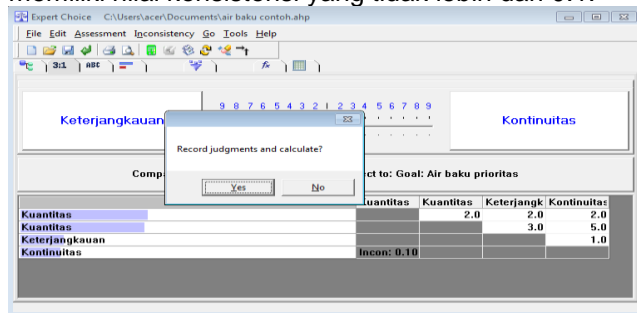 Expert Choice C:\Users\acer\Documents\air baku contoh.ahp
File Edit Assessment Inconsistency Go Tools Help
3:1 ABC
9 8 7 6 5 4 3 2 1 2 3 4 5 6 7 8 9
Keterjangkauan
Kontinuitas
Record judgments and calculate?
Yes No
Compa ct to: Goal: Air baku prioritas
Kuantitas Kuantitas Keterjangk Kontinuitas
Kuantitas 2.0 2.0 2.0
Kuantitas 3.0 5.0
Keterjangkauan 1.0
Kontinuitas Incon: 0.10